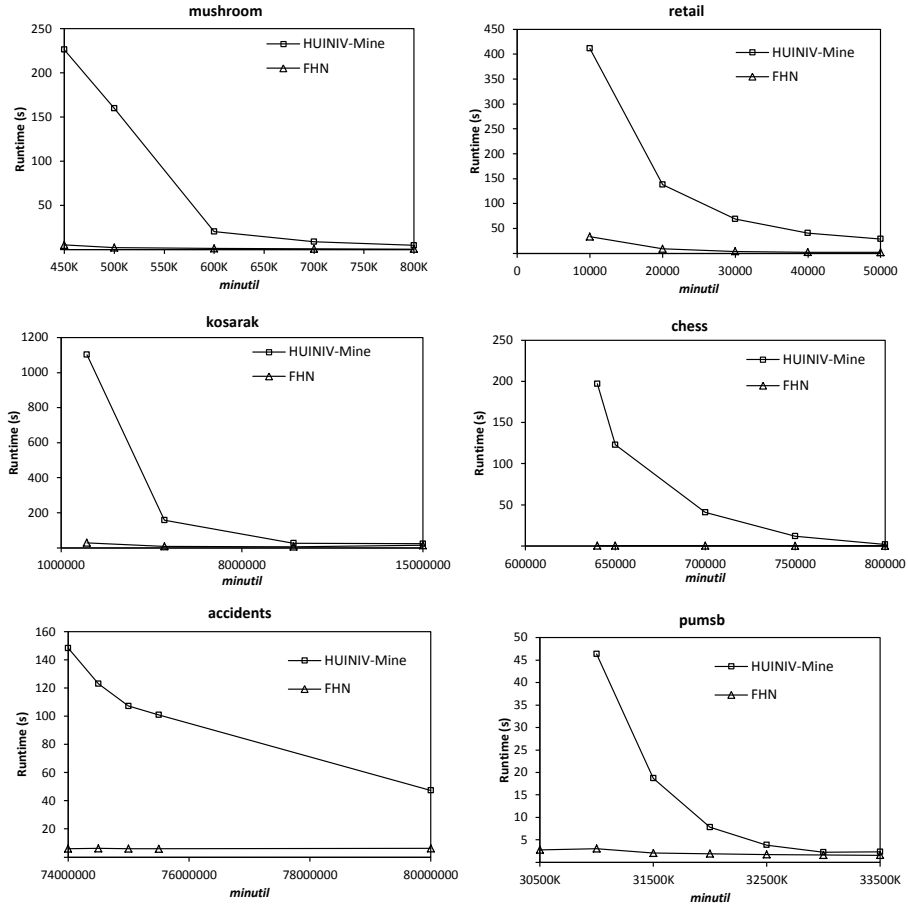 mushroom
250
200
150
100
50
Runtime (s)
HUINIV-Mine
FHN
450K 500K 550K 600K 650K 700K 750K 800K
minutil
retail
450
400
350
300
250
200
150
100
50
Runtime (s)
HUINIV-Mine
FHN
0 10000 20000 30000 40000 50000
minutil
kosarak
1200
1000
800
600
400
200
Runtime (s)
HUINIV-Mine
FHN
1000000 8000000 15000000
minutil
chess
250
200
150
100
50
Runtime (s)
HUINIV-Mine
FHN
600000 650000 700000 750000 800000
minutil
accidents
160
140
120
100
80
60
40
20
Runtime (s)
HUINIV-Mine
FHN
74000000 76000000 78000000 80000000
minutil
pumsb
50
45
40
35
30
25
20
15
10
5
Runtime (s)
HUINIV-Mine
FHN
30500K 31500K 32500K 33500K
minutil